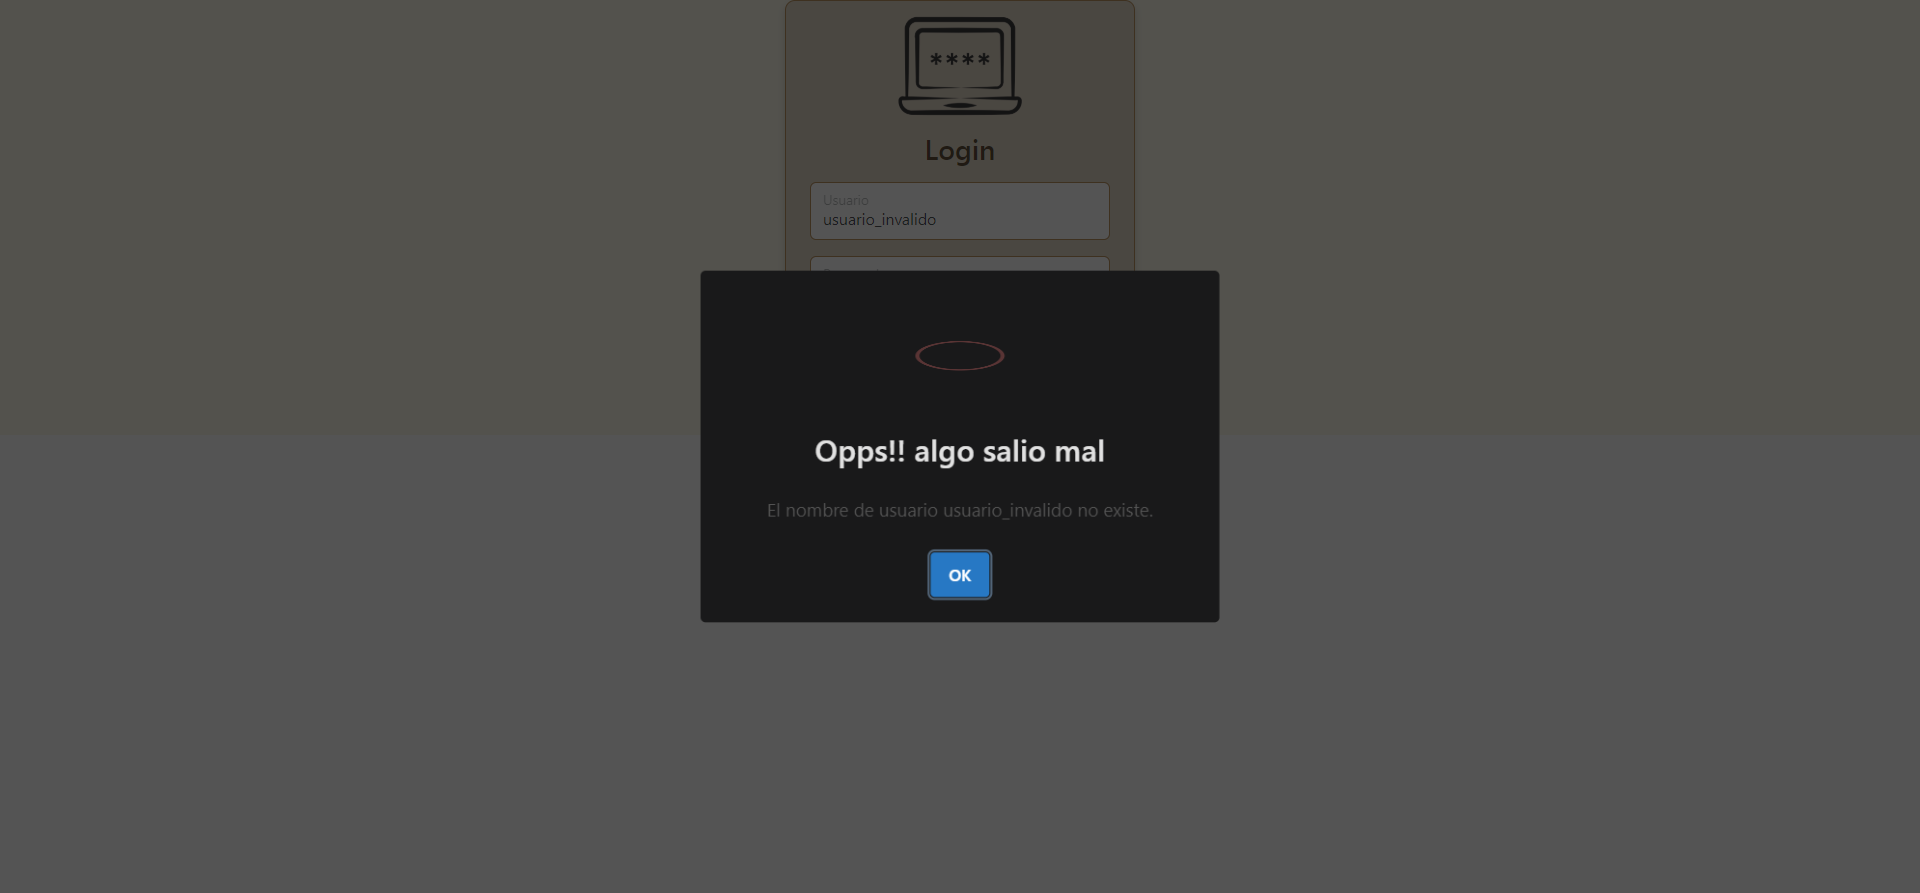 ****
Login
Usuario
usuario_invalido
Opps!! algo salio mal
El nombre de usuario usuario_invalido no existe.
OK